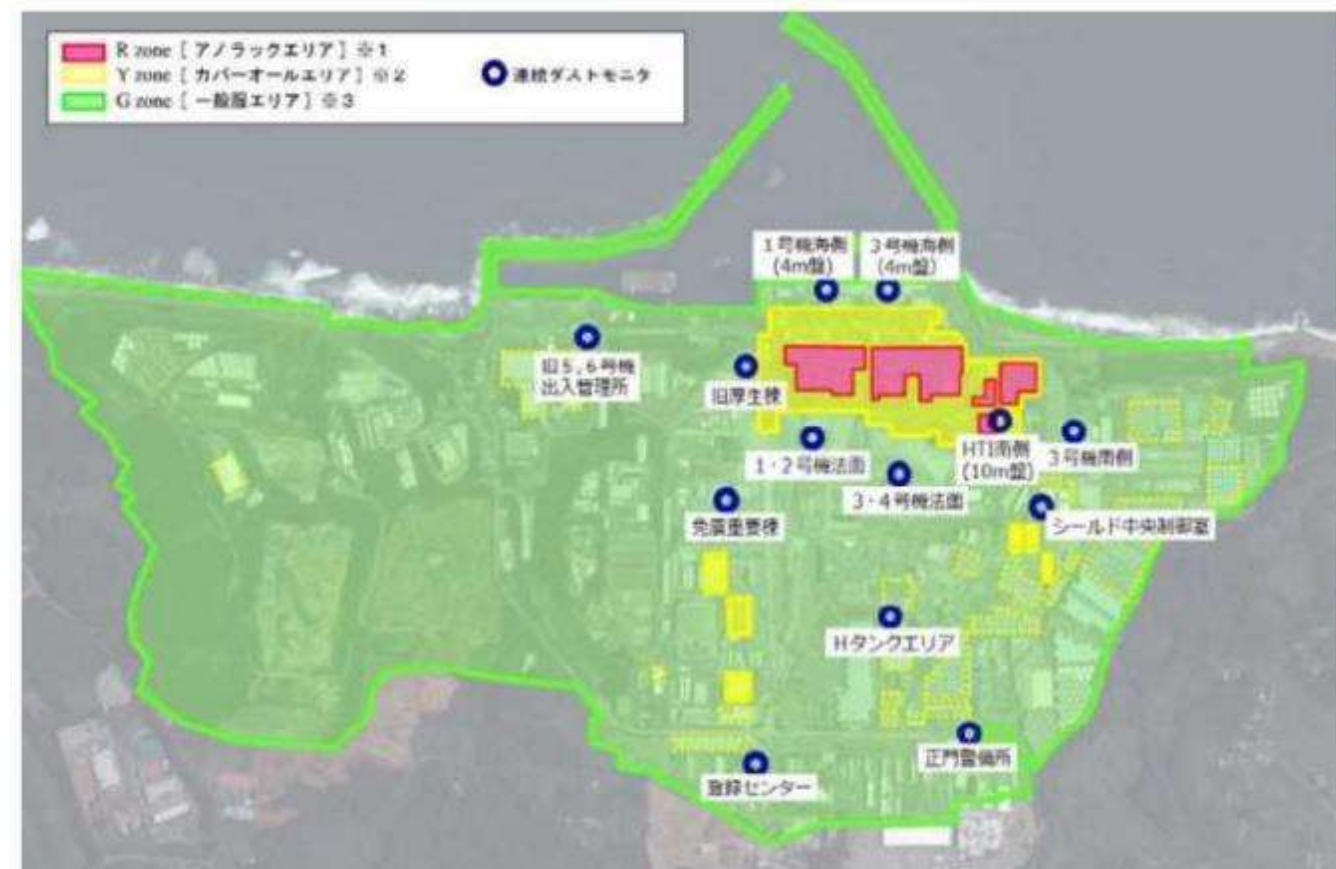 R zone [ アノラックエリア] ※1
Y zone [ カバーオールエリア] ※2
G zone [ 一般服エリア] ※3
連続ダストモニタ
1号機海側
(4m盤)
3号機海側
(4m盤)
旧5,6号機
出入管理所
旧厚生棟
1・2号機法面
3・4号機法面
HTI南側
(10m盤)
3号機南側
免震重要棟
シールド中央制御室
Hタンクエリア
正門警備所
登録センター